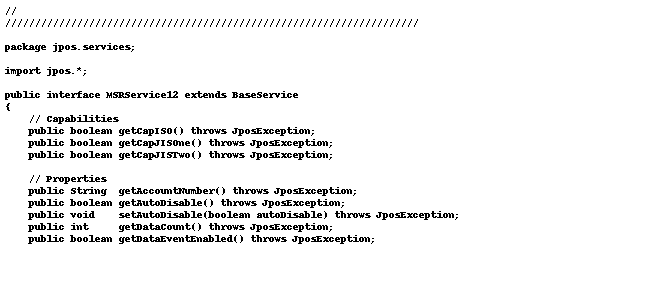 //
//////////////////////////////////////////////////////////////////////

package jpos.services;

import jpos.*;

public interface MSRService12 extends BaseService
{
    // Capabilities
    public boolean getCapISO() throws JposException;
    public boolean getCapJISOne() throws JposException;
    public boolean getCapJISTwo() throws JposException;

    // Properties
    public String  getAccountNumber() throws JposException;
    public boolean getAutoDisable() throws JposException;
    public void    setAutoDisable(boolean autoDisable) throws JposException;
    public int     getDataCount() throws JposException;
    public boolean getDataEventEnabled() throws JposException;